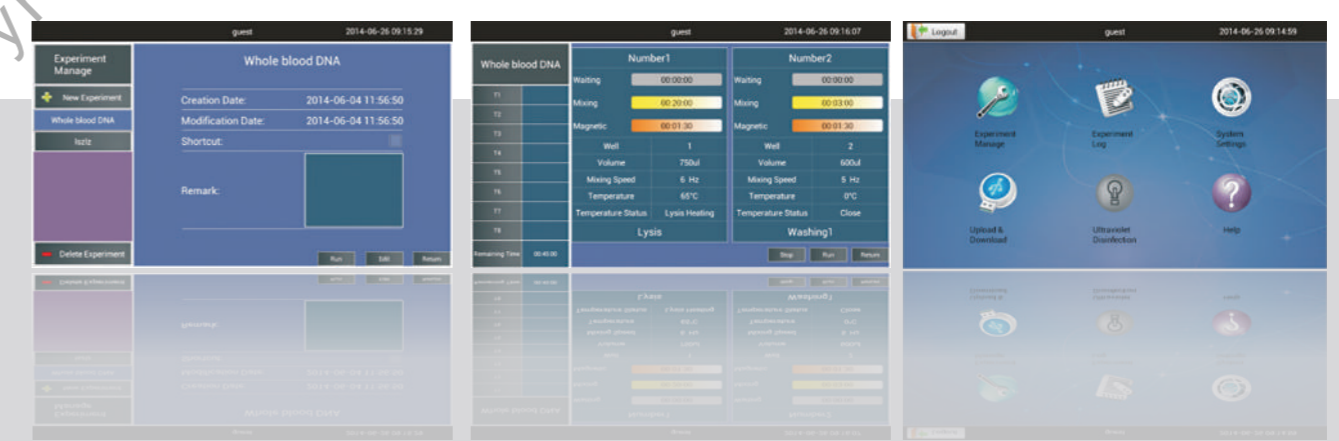 guest 2014-06-26 09:15:29
Experiment
Manage
New Experiment
Whole blood DNA
lsziz
Delete Experiment
Whole blood DNA
Creation Date: 2014-06-04 11:56:50
Modification Date: 2014-06-04 11:56:50
Shortcut:
Remark:
Run Edit Return
guest 2014-06-26 09:16:07
Whole blood DNA
T1
T2
T3
T4
T5
T6
T7
T8
Remaining Time 00:45:00
Number1
Waiting 00:00:00
Mixing 00:20:00
Magnetic 00:01:30
Well 1
Volume 750ul
Mixing Speed 6 Hz
Temperature 65°C
Temperature Status Lysis Heating
Lysis
Number2
Waiting 00:00:00
Mixing 00:03:00
Magnetic 00:01:30
Well 2
Volume 600ul
Mixing Speed 5 Hz
Temperature 0°C
Temperature Status Close
Washing1
Stop Run Return
Logout guest 2014-06-26 09:14:59
Experiment
Manage
Experiment
Log
System
Settings
Upload &
Download
Ultraviolet
Disinfection
Help